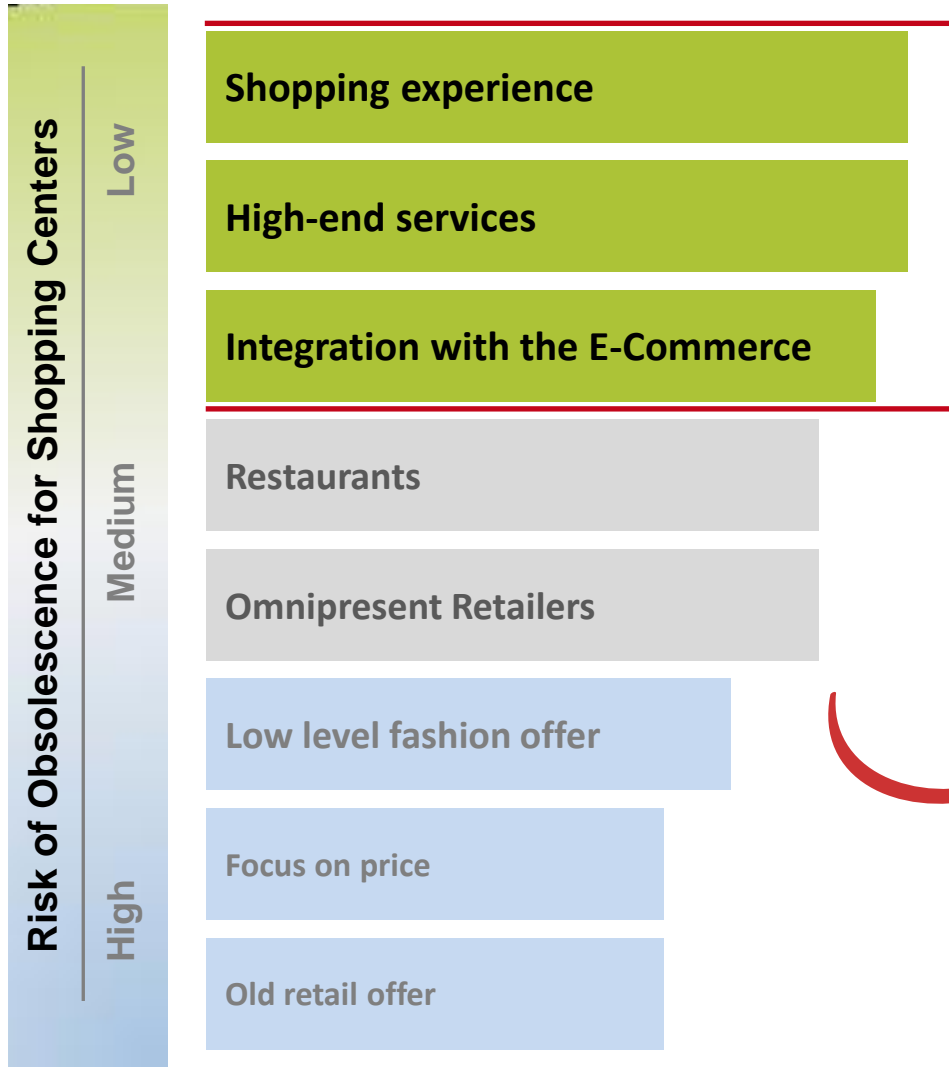 Risk of Obsolescence for Shopping Centers
Low
Medium
High
Shopping experience
High-end services
Integration with the E-Commerce
Restaurants
Omnipresent Retailers
Low level fashion offer
Focus on price
Old retail offer